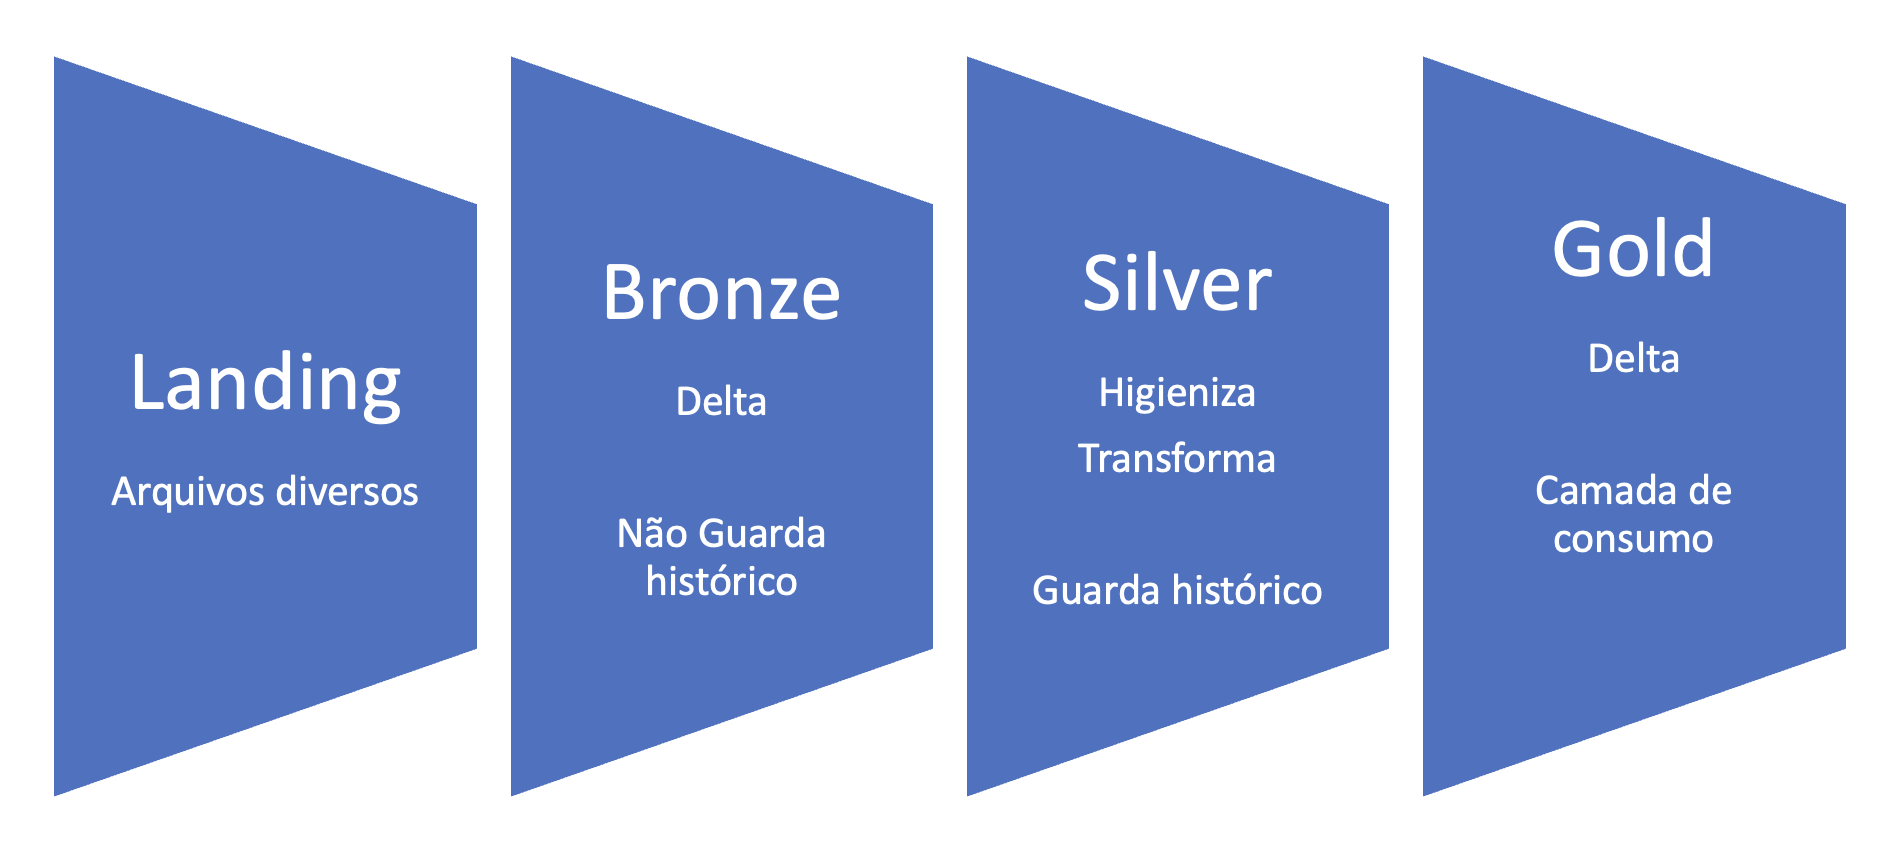 Landing
Arquivos diversos
Bronze
Delta
Não Guarda
histórico
Silver
Higieniza
Transforma
Guarda histórico
Gold
Delta
Camada de
consumo